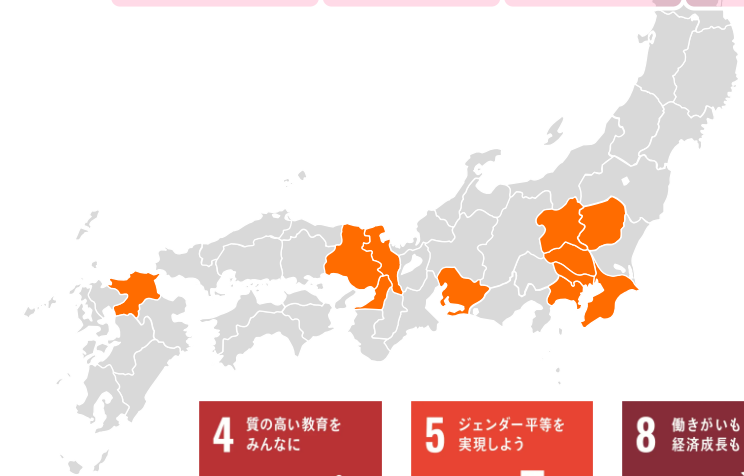 4 質の高い教育を
みんなに
5 ジェンダー平等を
実現しよう
8 働きがいも
経済成長も